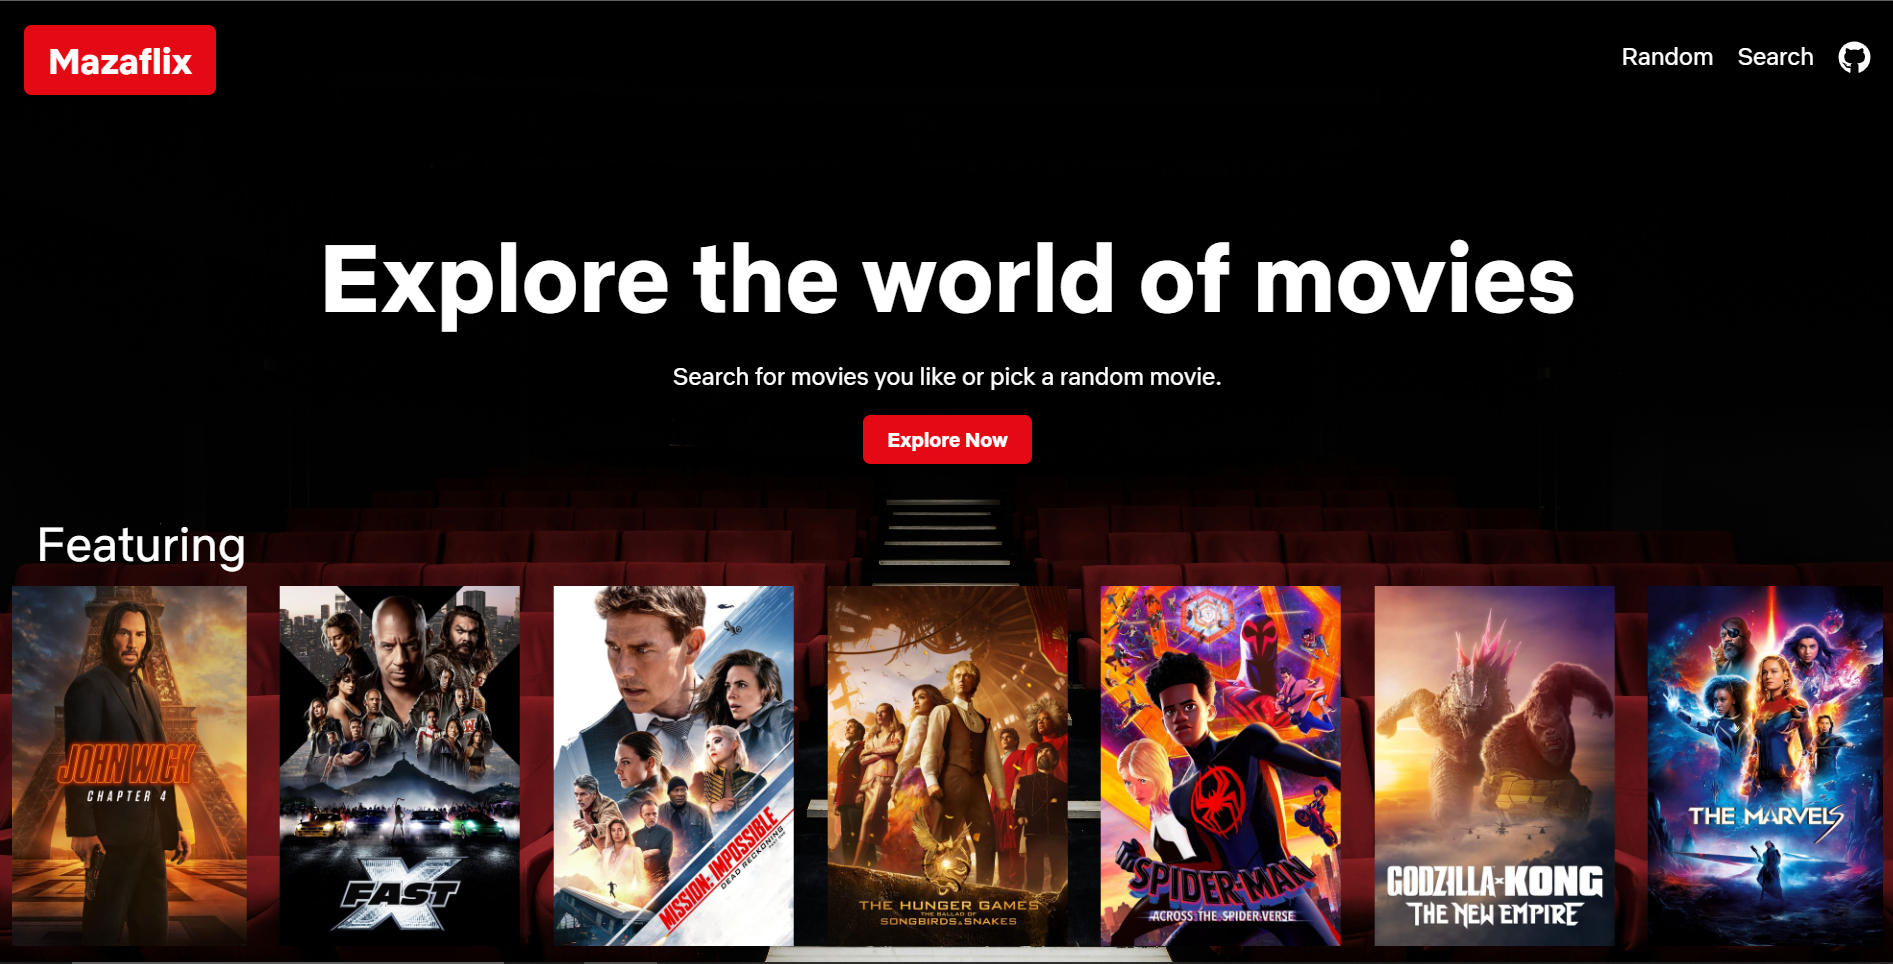 Mazaflix
Random Search
Explore the world of movies
Search for movies you like or pick a random movie.
Explore Now
Featuring
JOHN WICK
CHAPTER 4
FAST X
MISSION: IMPOSSIBLE
DEAD RECKONING
THE HUNGER GAMES
THE BALLAD OF
SONGBIRDS & SNAKES
SPIDER-MAN
ACROSS THE SPIDER-VERSE
GODZILLA x KONG
THE NEW EMPIRE
THE MARVELS